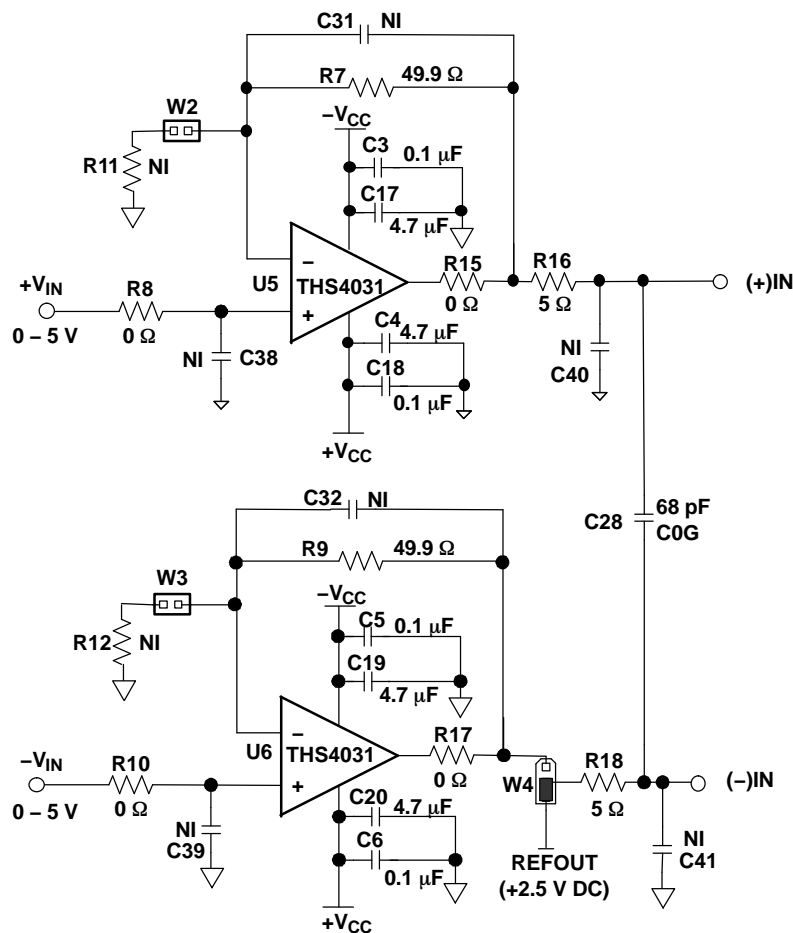 C31
NI
R7
49.9 Ω
W2
−VCC
C3
0.1 μF
R11
NI
C17
4.7 μF
U5
THS4031
−
+
R15
0 Ω
R16
5 Ω
(+)IN
+VIN
0 – 5 V
R8
0 Ω
NI
C38
C4
4.7 μF
C18
0.1 μF
NI
C40
+VCC
C32
NI
R9
49.9 Ω
C28
68 pF
C0G
W3
−VCC
C5
0.1 μF
R12
NI
C19
4.7 μF
U6
THS4031
−
+
R17
0 Ω
W4
R18
5 Ω
(−)IN
−VIN
0 – 5 V
R10
0 Ω
NI
C39
C20
4.7 μF
C6
0.1 μF
REFOUT
(+2.5 V DC)
NI
C41
+VCC